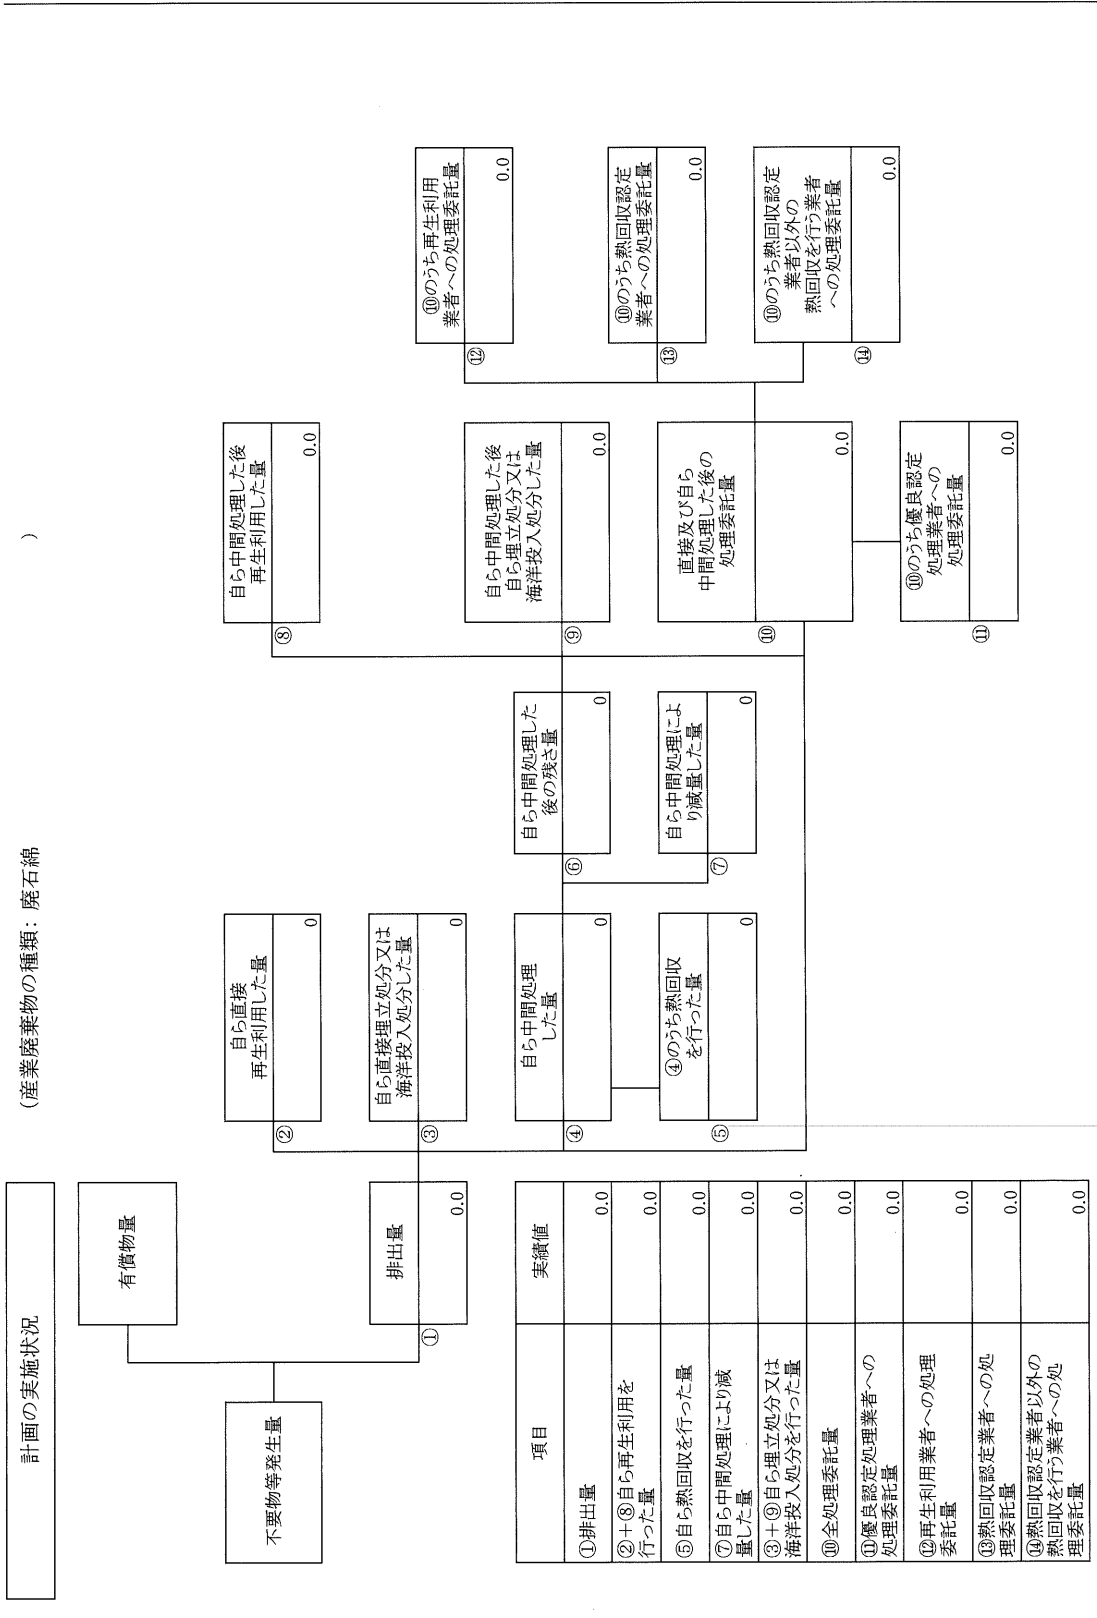 計画の実施状況
(産業廃棄物の種類: 廃石綿 )
不要物等発生量
有償物量
排出量
①
0.0
自ら直接
再生利用した量
②
0
自ら直接埋立処分又は
海洋投入処分した量
③
0
自ら中間処理
した量
④
0
④のうち熱回収
を行った量
⑤
0
自ら中間処理した
後の残さ量
⑥
0
自ら中間処理によ
り減量した量
⑦
0
自ら中間処理した後
再生利用した量
⑧
0.0
自ら中間処理した後
自ら埋立処分又は
海洋投入処分した量
⑨
0.0
直接及び自ら
中間処理した後の
処理委託量
⑩
0.0
⑩のうち優良認定
処理業者への
処理委託量
⑪
0.0
⑩のうち再生利用
業者への処理委託量
⑫
0.0
⑩のうち熱回収認定
業者への処理委託量
⑬
0.0
⑩のうち熱回収認定
業者以外の
熱回収を行う業者
への処理委託量
⑭
0.0
項目 実績値
①排出量 0.0
②+⑧自ら再生利用を
行った量 0.0
⑤自ら熱回収を行った量 0.0
⑦自ら中間処理により減
量した量 0.0
③+⑨自ら埋立処分又は
海洋投入処分を行った量 0.0
⑩全処理委託量 0.0
⑪優良認定処理業者への
処理委託量 0.0
⑫再生利用業者への処理
委託量 0.0
⑬熱回収認定業者への処
理委託量 0.0
⑭熱回収認定業者以外の
熱回収を行う業者への処
理委託量 0.0